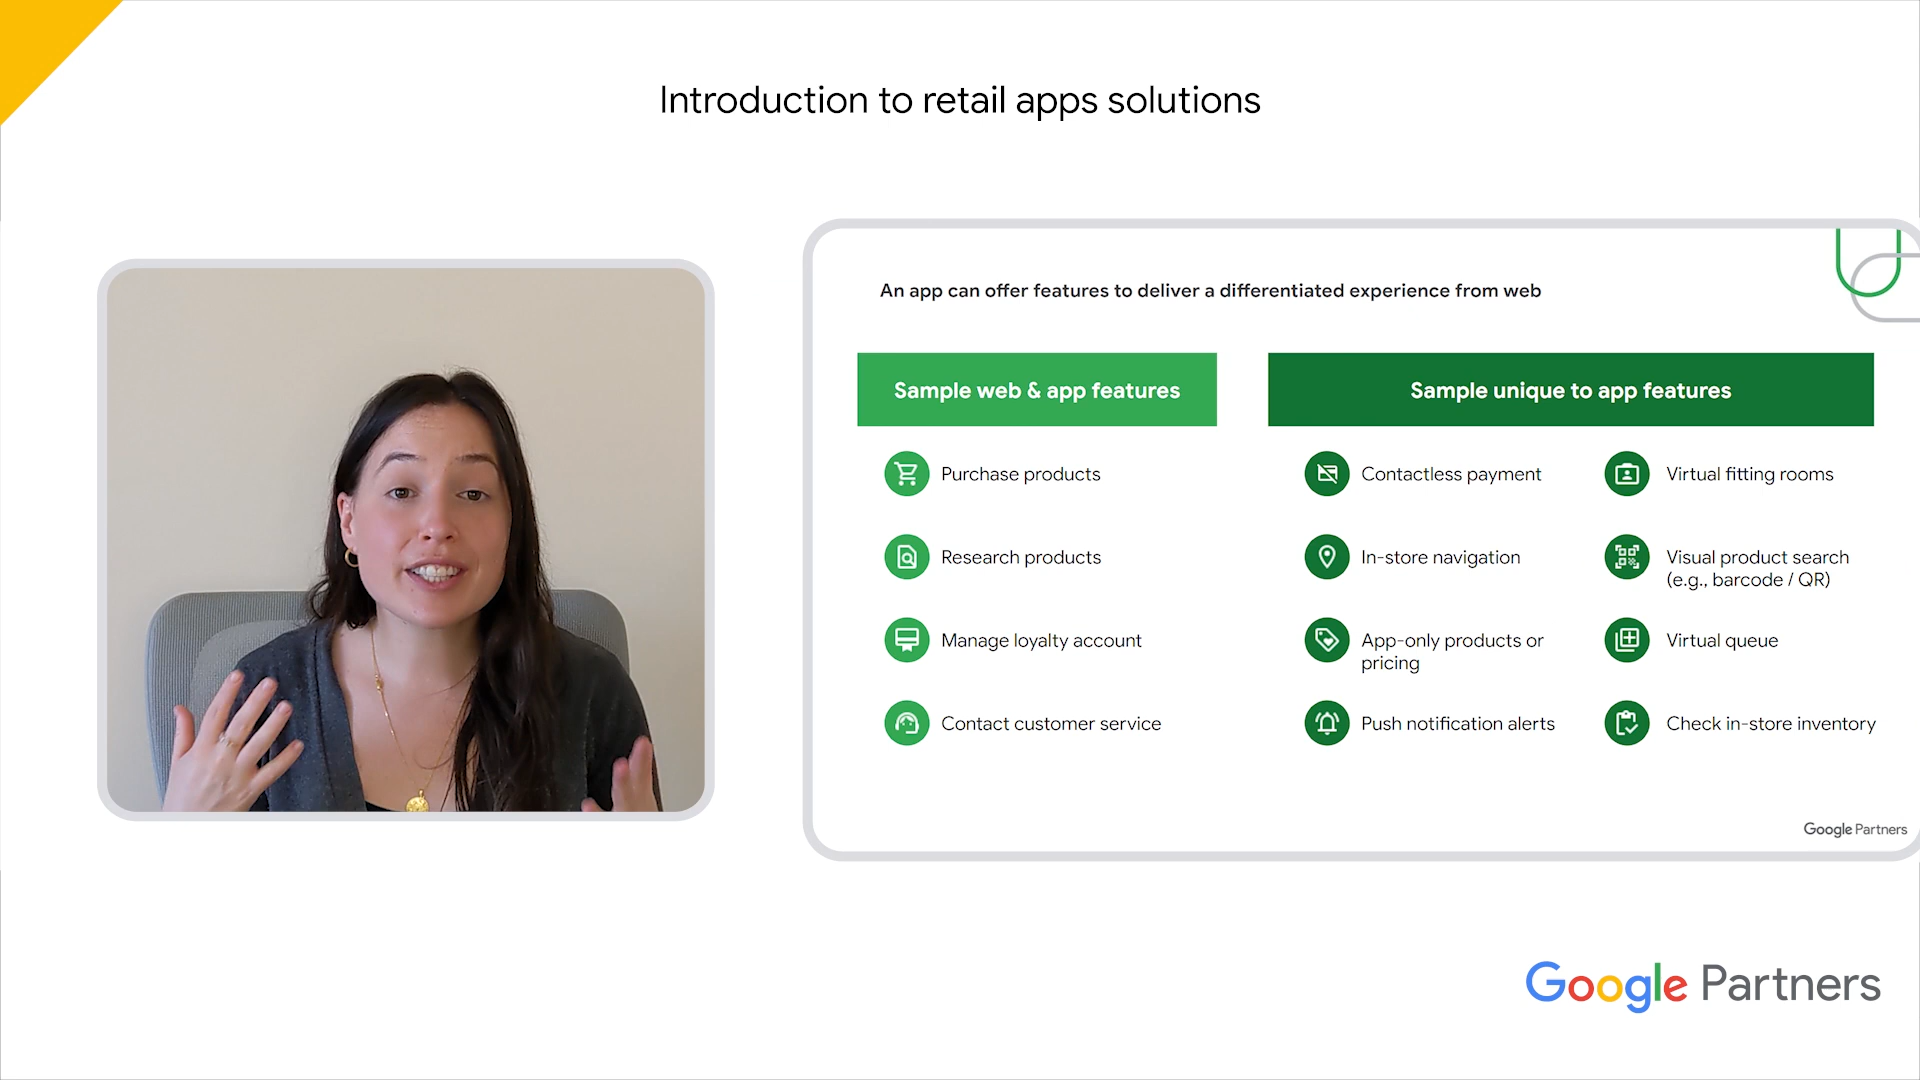 Introduction to retail apps solutions
An app can offer features to deliver a differentiated experience from web
Sample web & app features
Purchase products
Research products
Manage loyalty account
Contact customer service
Sample unique to app features
Contactless payment
In-store navigation
App-only products or
pricing
Push notification alerts
Virtual fitting rooms
Visual product search
(e.g., barcode / QR)
Virtual queue
Check in-store inventory
Google Partners
Google Partners